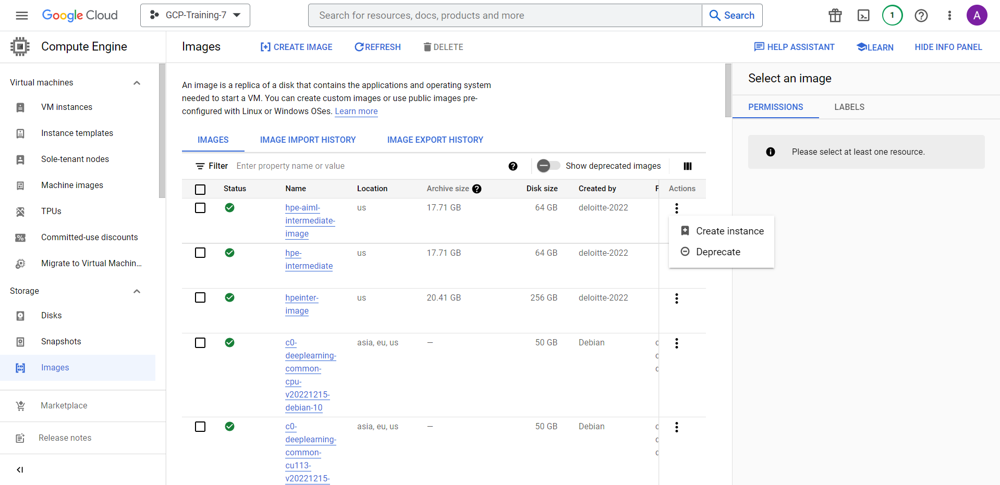 Google Cloud
GCP-Training-7
Search for resources, docs, products and more
Search
1
A
Compute Engine
Images
CREATE IMAGE
REFRESH
DELETE
HELP ASSISTANT
LEARN
HIDE INFO PANEL
Virtual machines
VM instances
Instance templates
Sole-tenant nodes
Machine images
TPUs
Committed-use discounts
Migrate to Virtual Machin...
Storage
Disks
Snapshots
Images
Marketplace
Release notes
An image is a replica of a disk that contains the applications and operating system
needed to start a VM. You can create custom images or use public images pre-
configured with Linux or Windows OSes. Learn more
IMAGES
IMAGE IMPORT HISTORY
IMAGE EXPORT HISTORY
Filter
Enter property name or value
Show deprecated images
Status
Name
Location
Archive size
Disk size
Created by
F
Actions
hpe-aiml-
intermediate-
image
us
17.71 GB
64 GB
deloitte-2022
hpe-
intermediate
us
17.71 GB
64 GB
deloitte-2022
hpeinter-
image
us
20.41 GB
256 GB
deloitte-2022
c0-
deeplearning-
common-
cpu-
v20221215-
debian-10
asia, eu, us
—
50 GB
Debian
c0-
deeplearning-
common-
cu113-
v20221215-
asia, eu, us
—
50 GB
Debian
Create instance
Deprecate
Select an image
PERMISSIONS
LABELS
Please select at least one resource.